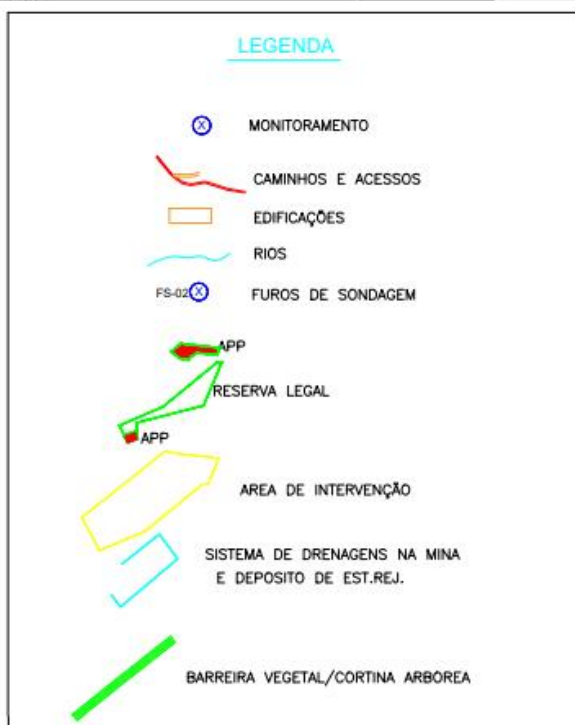 LEGENDA
MONITORAMENTO
CAMINHOS E ACESSOS
EDIFICAÇÕES
RIOS
FS-02 FUROS DE SONDAGEM
APP
RESERVA LEGAL
APP
AREA DE INTERVENÇÃO
SISTEMA DE DRENAGENS NA MINA
E DEPOSITO DE EST.REJ.
BARREIRA VEGETAL/CORTINA ARBÓREA